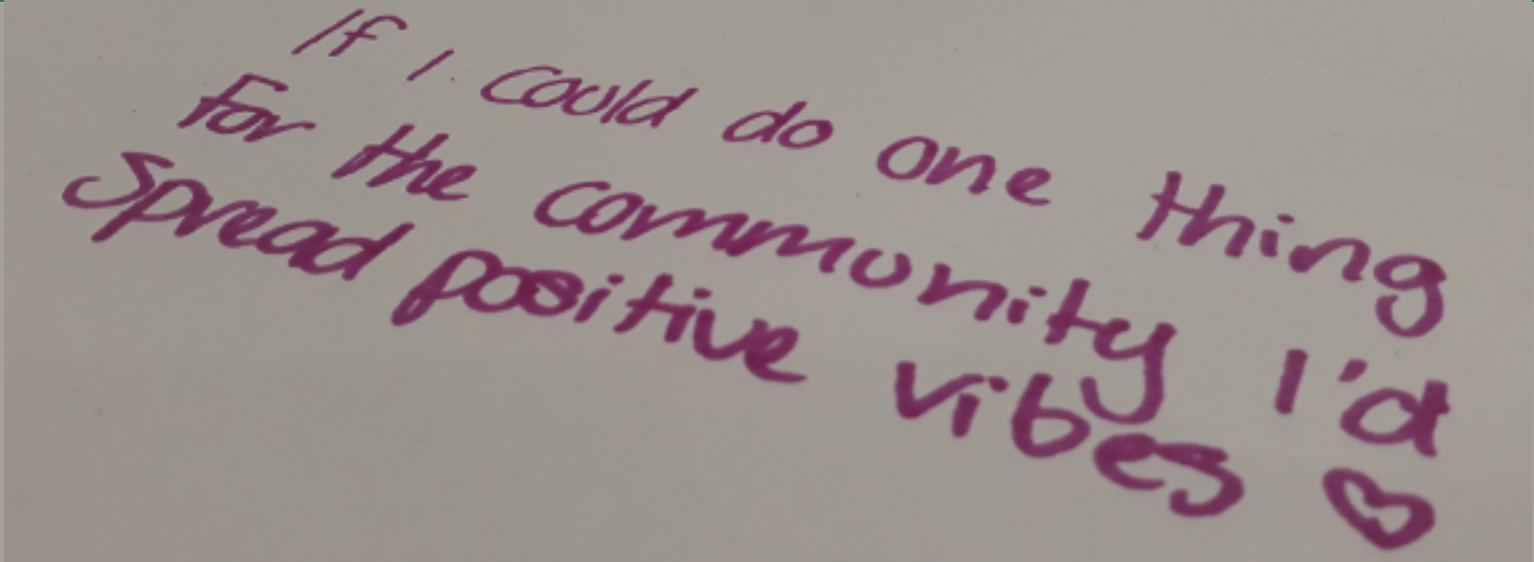 If I could do one thing
For the community I'd
Spread positive vibes ♡